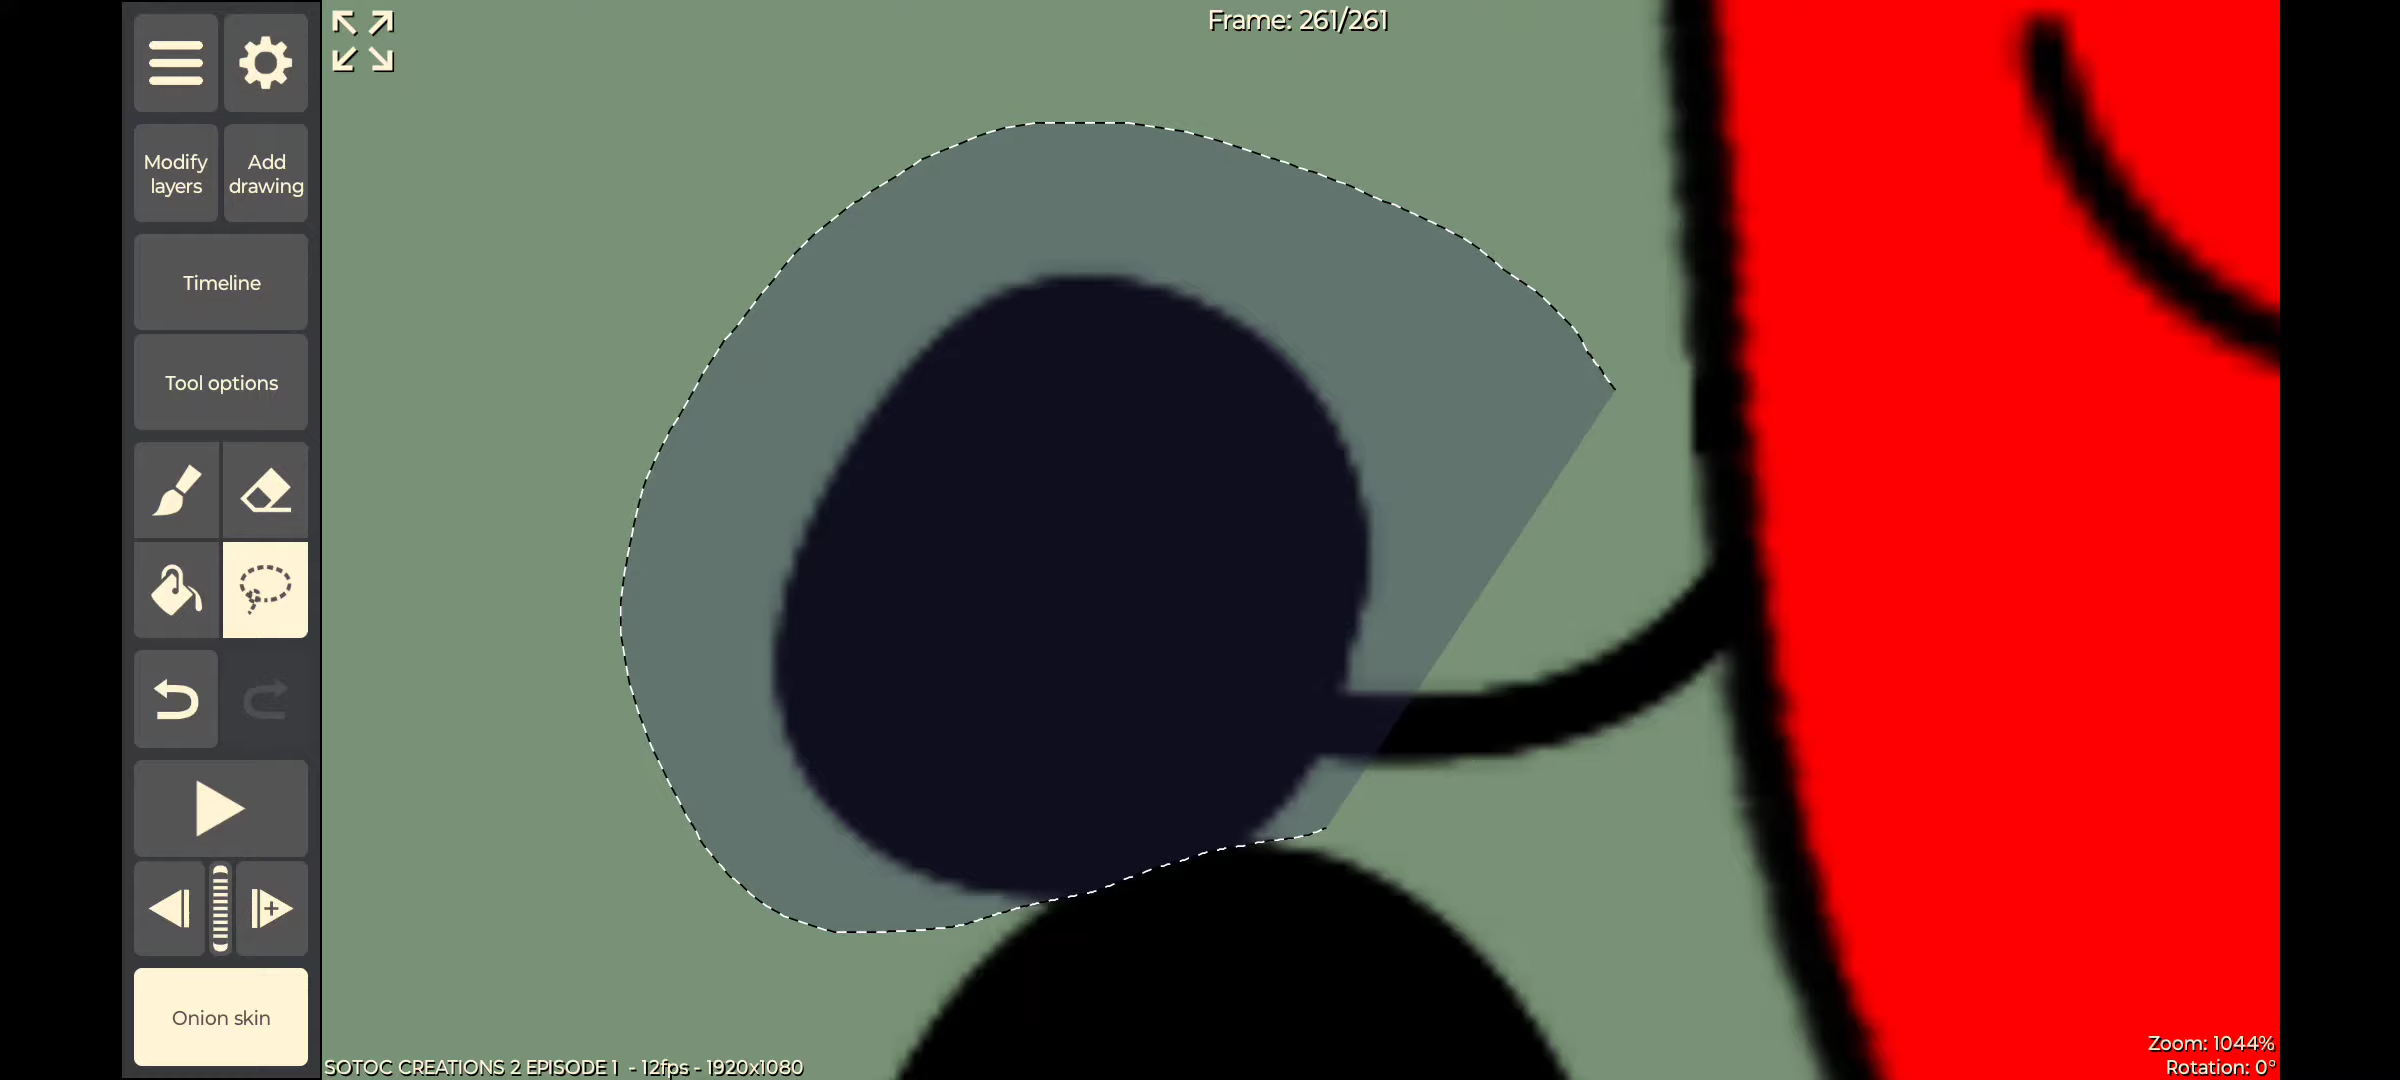 Frame: 261/261
Modify
layers
Add
drawing
Timeline
Tool options
Onion skin
SOTOC CREATIONS 2 EPISODE 1 - 12fps - 1920x1080
Zoom: 1044%
Rotation: 0°